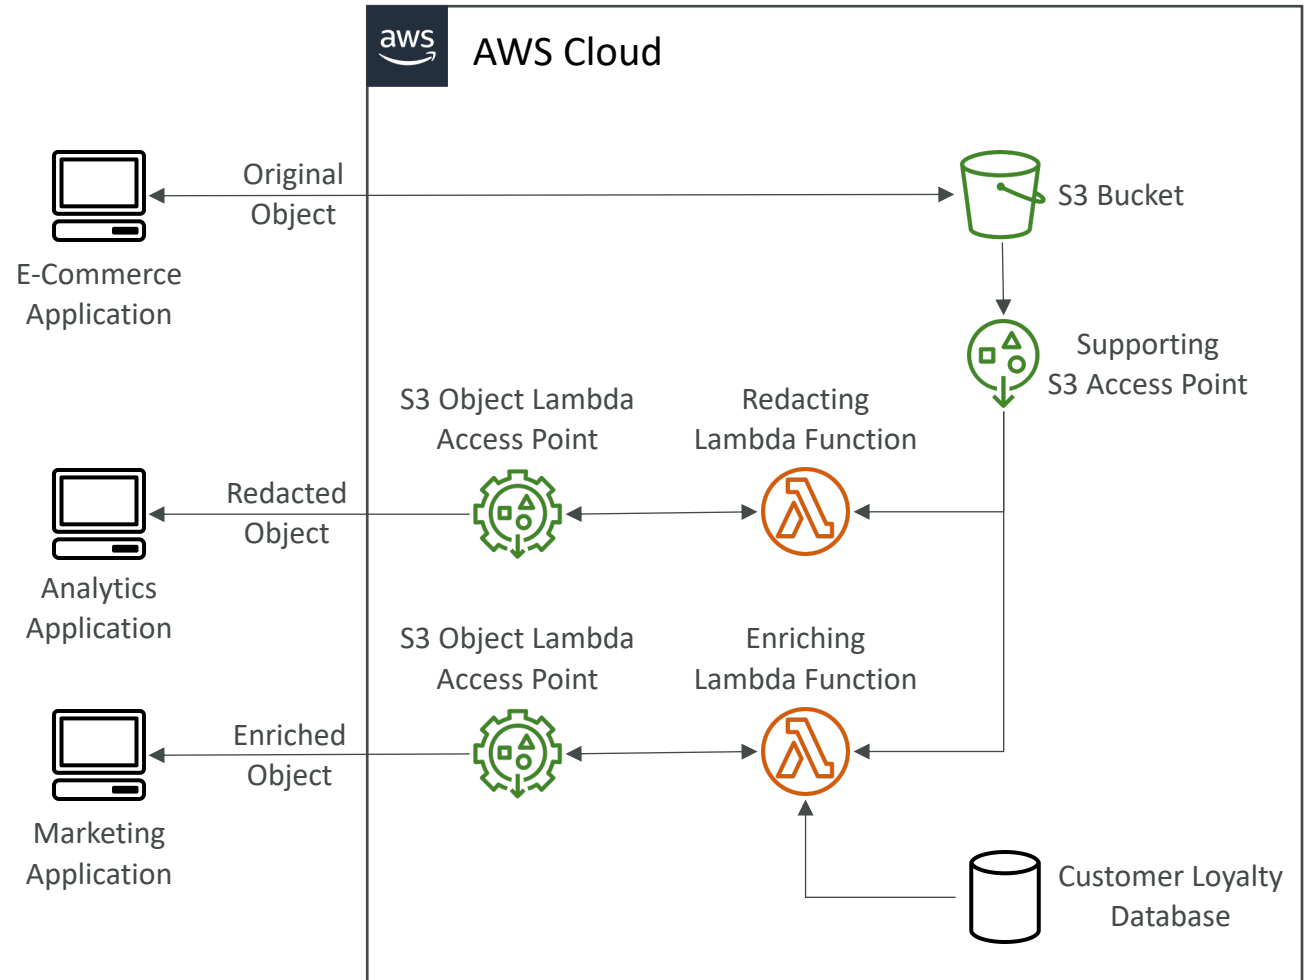 aws
AWS Cloud
Original
Object
S3 Bucket
E-Commerce
Application
Supporting
S3 Access Point
S3 Object Lambda
Access Point
Redacting
Lambda Function
Redacted
Object
Analytics
Application
S3 Object Lambda
Access Point
Enriching
Lambda Function
Enriched
Object
Marketing
Application
Customer Loyalty
Database